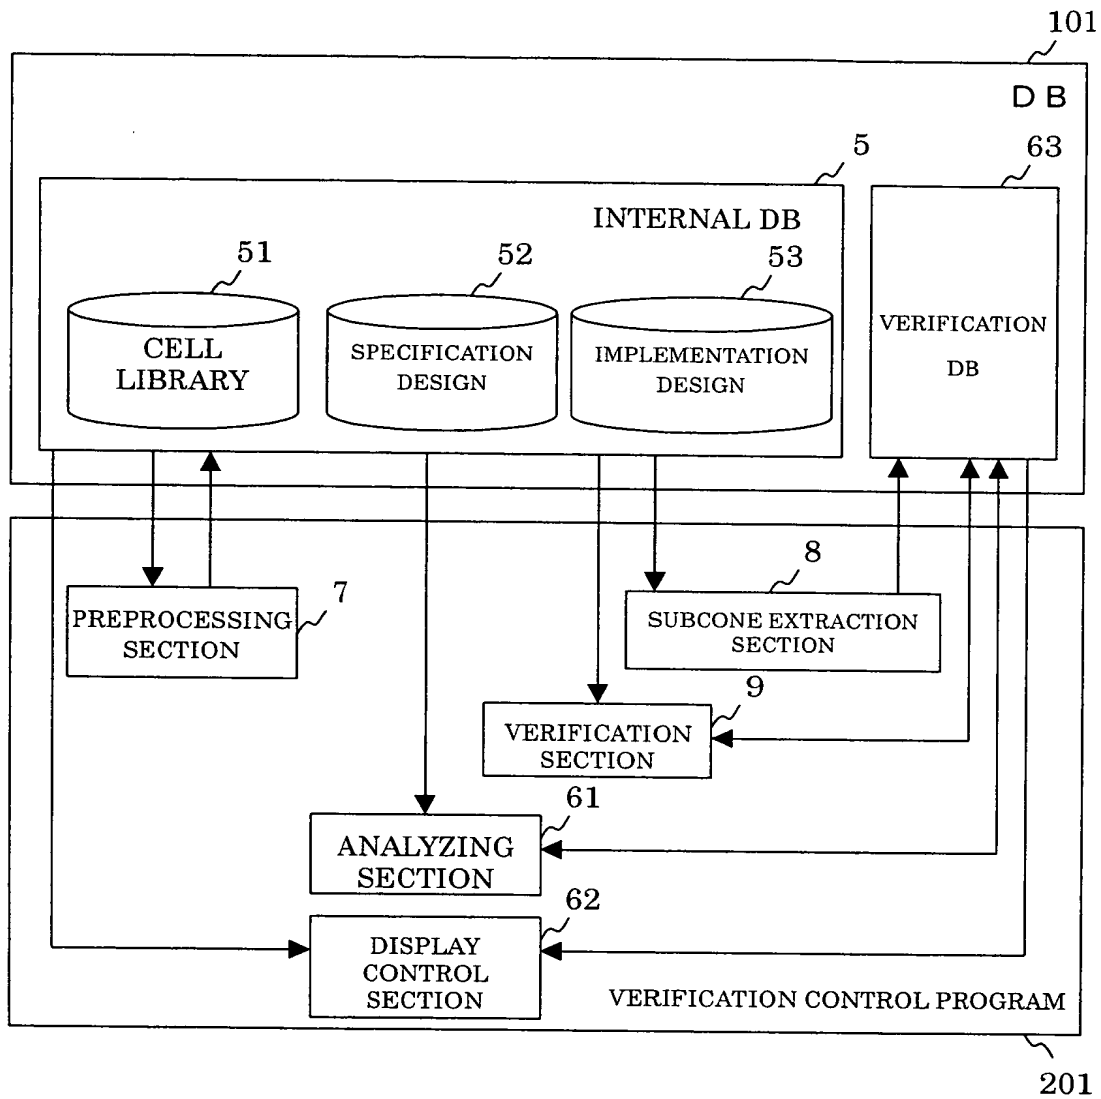 101
DB
5
63
INTERNAL DB
51
52
53
CELL
LIBRARY
SPECIFICATION
DESIGN
IMPLEMENTATION
DESIGN
VERIFICATION
DB
7
8
PREPROCESSING
SECTION
SUBCONE EXTRACTION
SECTION
9
VERIFICATION
SECTION
61
ANALYZING
SECTION
62
DISPLAY
CONTROL
SECTION
VERIFICATION CONTROL PROGRAM
201